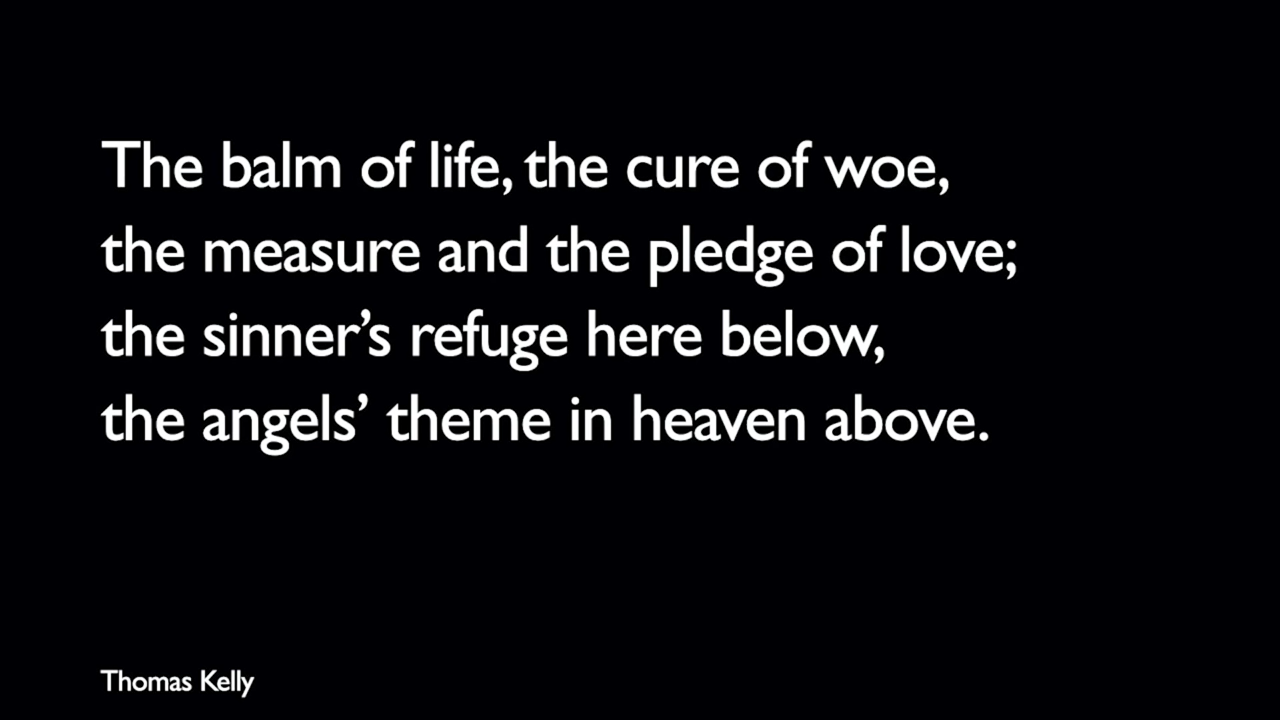 The balm of life, the cure of woe,
the measure and the pledge of love;
the sinner’s refuge here below,
the angels’ theme in heaven above.
Thomas Kelly